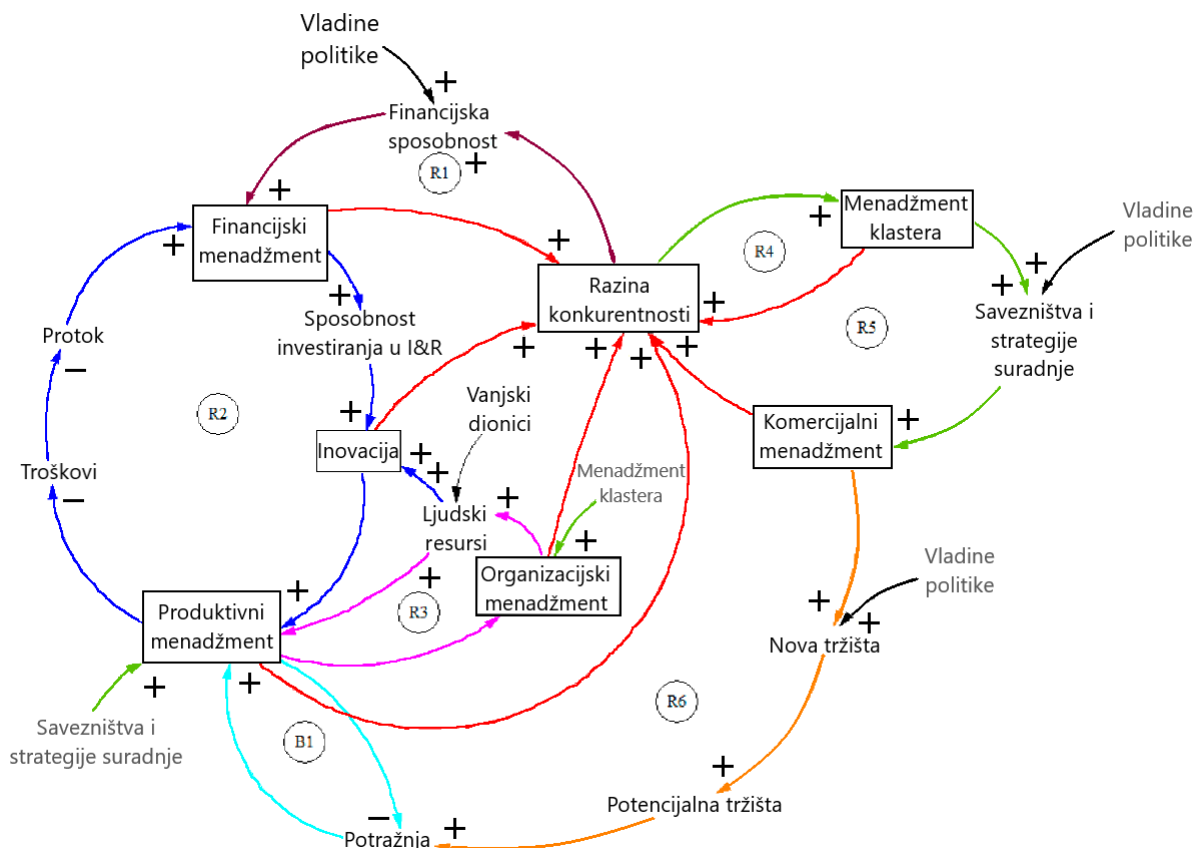 Vladine
politike
+
Financijska
sposobnost
R1
+
+
Financijski
menadžment
+
+
Sposobnost
investiranja u I&R
Protok
−
R2
Troškovi
−
+
Inovacija
+
+
Vanjski
dionici
Ljudski
resursi
+
+
R3
Menadžment
klastera
+
Organizacijski
menadžment
+
Razina
konkurentnosti
+
+
+
+
+
R4
+
Menadžment
klastera
Vladine
politike
+
+
Savezništva i
strategije
suradnje
R5
Komercijalni
menadžment
+
Vladine
politike
+
+
Nova tržišta
R6
+
Potencijalna tržišta
+
Produktivni
menadžment
+
+
Savezništva i
strategije suradnje
B1
−
Potražnja
+